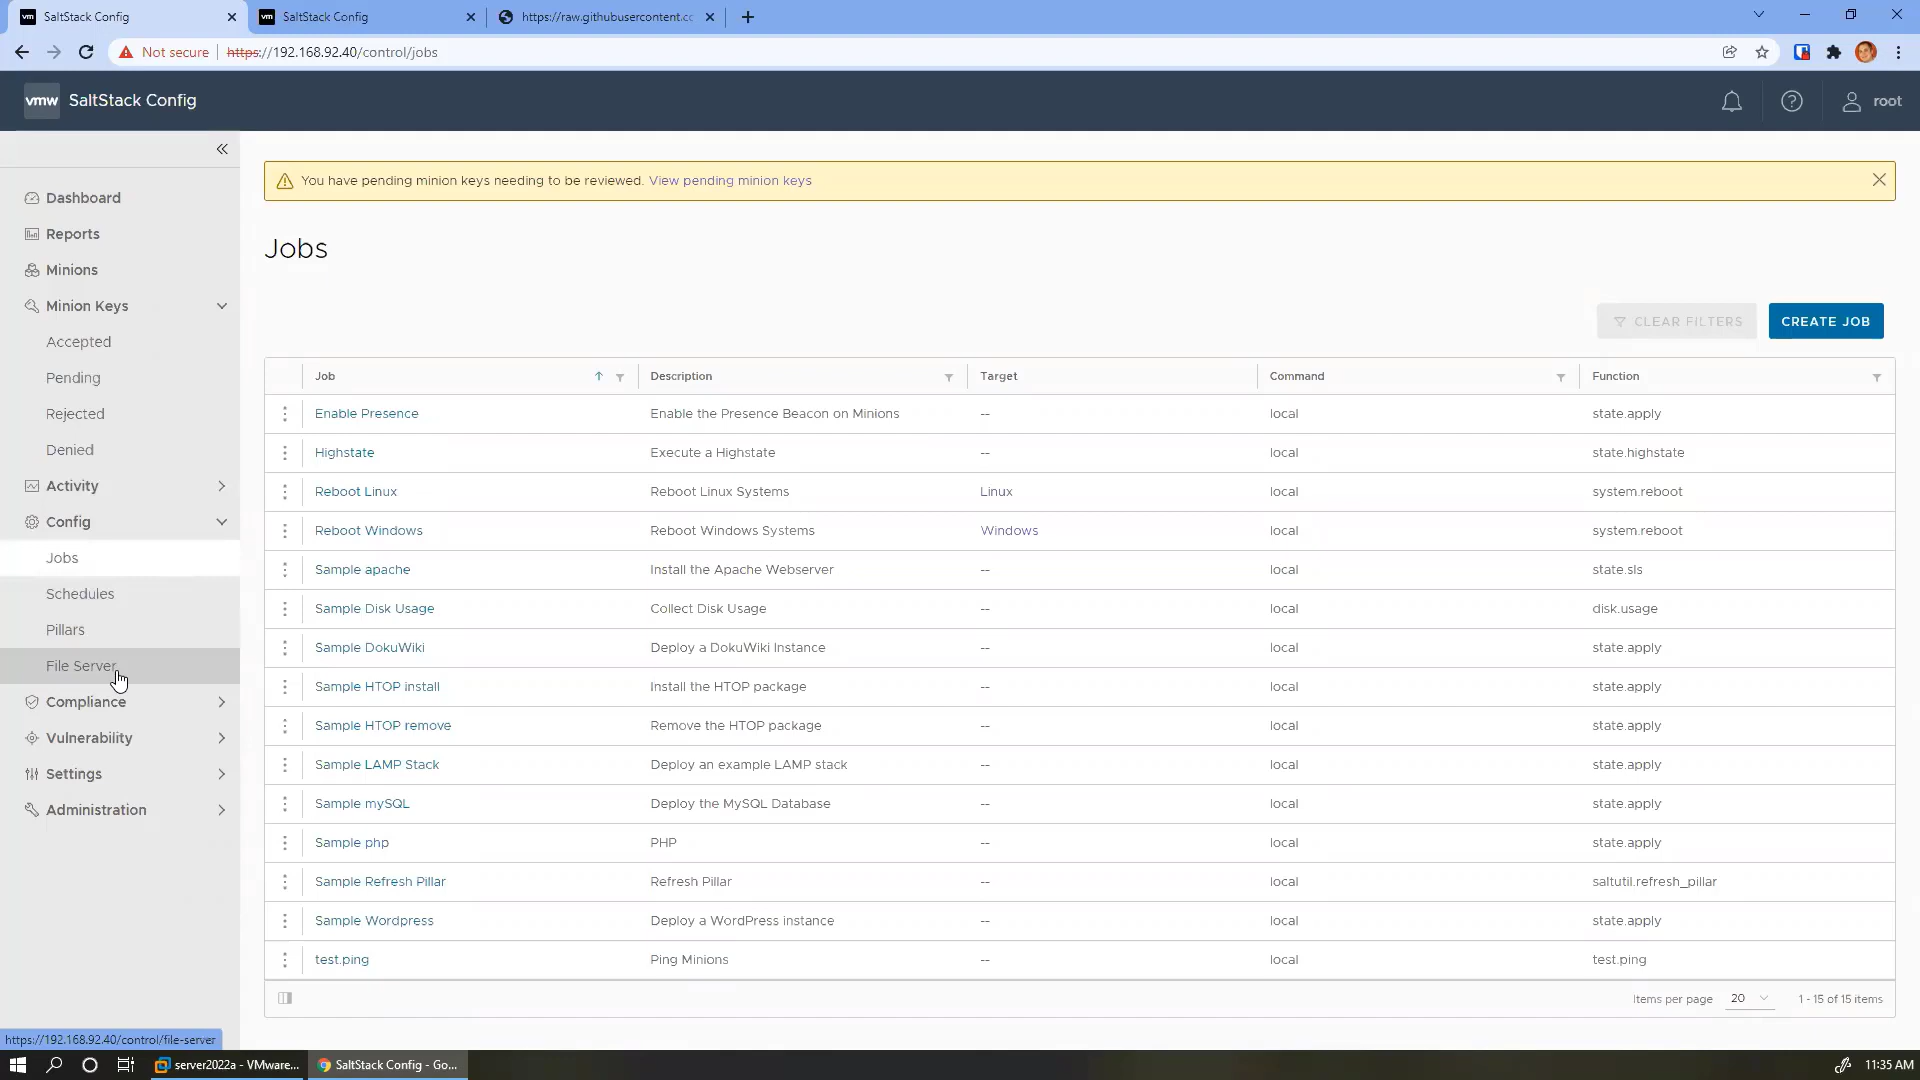 vm SaltStack Config
vm SaltStack Config
https://raw.githubusercontent.cc
Not secure https://192.168.92.40/control/jobs
vmw SaltStack Config
root
Dashboard
Reports
Minions
Minion Keys
Accepted
Pending
Rejected
Denied
Activity
Config
Jobs
Schedules
Pillars
File Server
Compliance
Vulnerability
Settings
Administration
You have pending minion keys needing to be reviewed. View pending minion keys
Jobs
CLEAR FILTERS
CREATE JOB
Job Description Target Command Function
Enable Presence Enable the Presence Beacon on Minions -- local state.apply
Highstate Execute a Highstate -- local state.highstate
Reboot Linux Reboot Linux Systems Linux local system.reboot
Reboot Windows Reboot Windows Systems Windows local system.reboot
Sample apache Install the Apache Webserver -- local state.sls
Sample Disk Usage Collect Disk Usage -- local disk.usage
Sample DokuWiki Deploy a DokuWiki Instance -- local state.apply
Sample HTOP install Install the HTOP package -- local state.apply
Sample HTOP remove Remove the HTOP package -- local state.apply
Sample LAMP Stack Deploy an example LAMP stack -- local state.apply
Sample mySQL Deploy the MySQL Database -- local state.apply
Sample php PHP -- local state.apply
Sample Refresh Pillar Refresh Pillar -- local saltutil.refresh_pillar
Sample Wordpress Deploy a WordPress instance -- local state.apply
test.ping Ping Minions -- local test.ping
Items per page 20 1 - 15 of 15 items
https://192.168.92.40/control/file-server
server2022a - VMware... SaltStack Config - Go... 11:35 AM